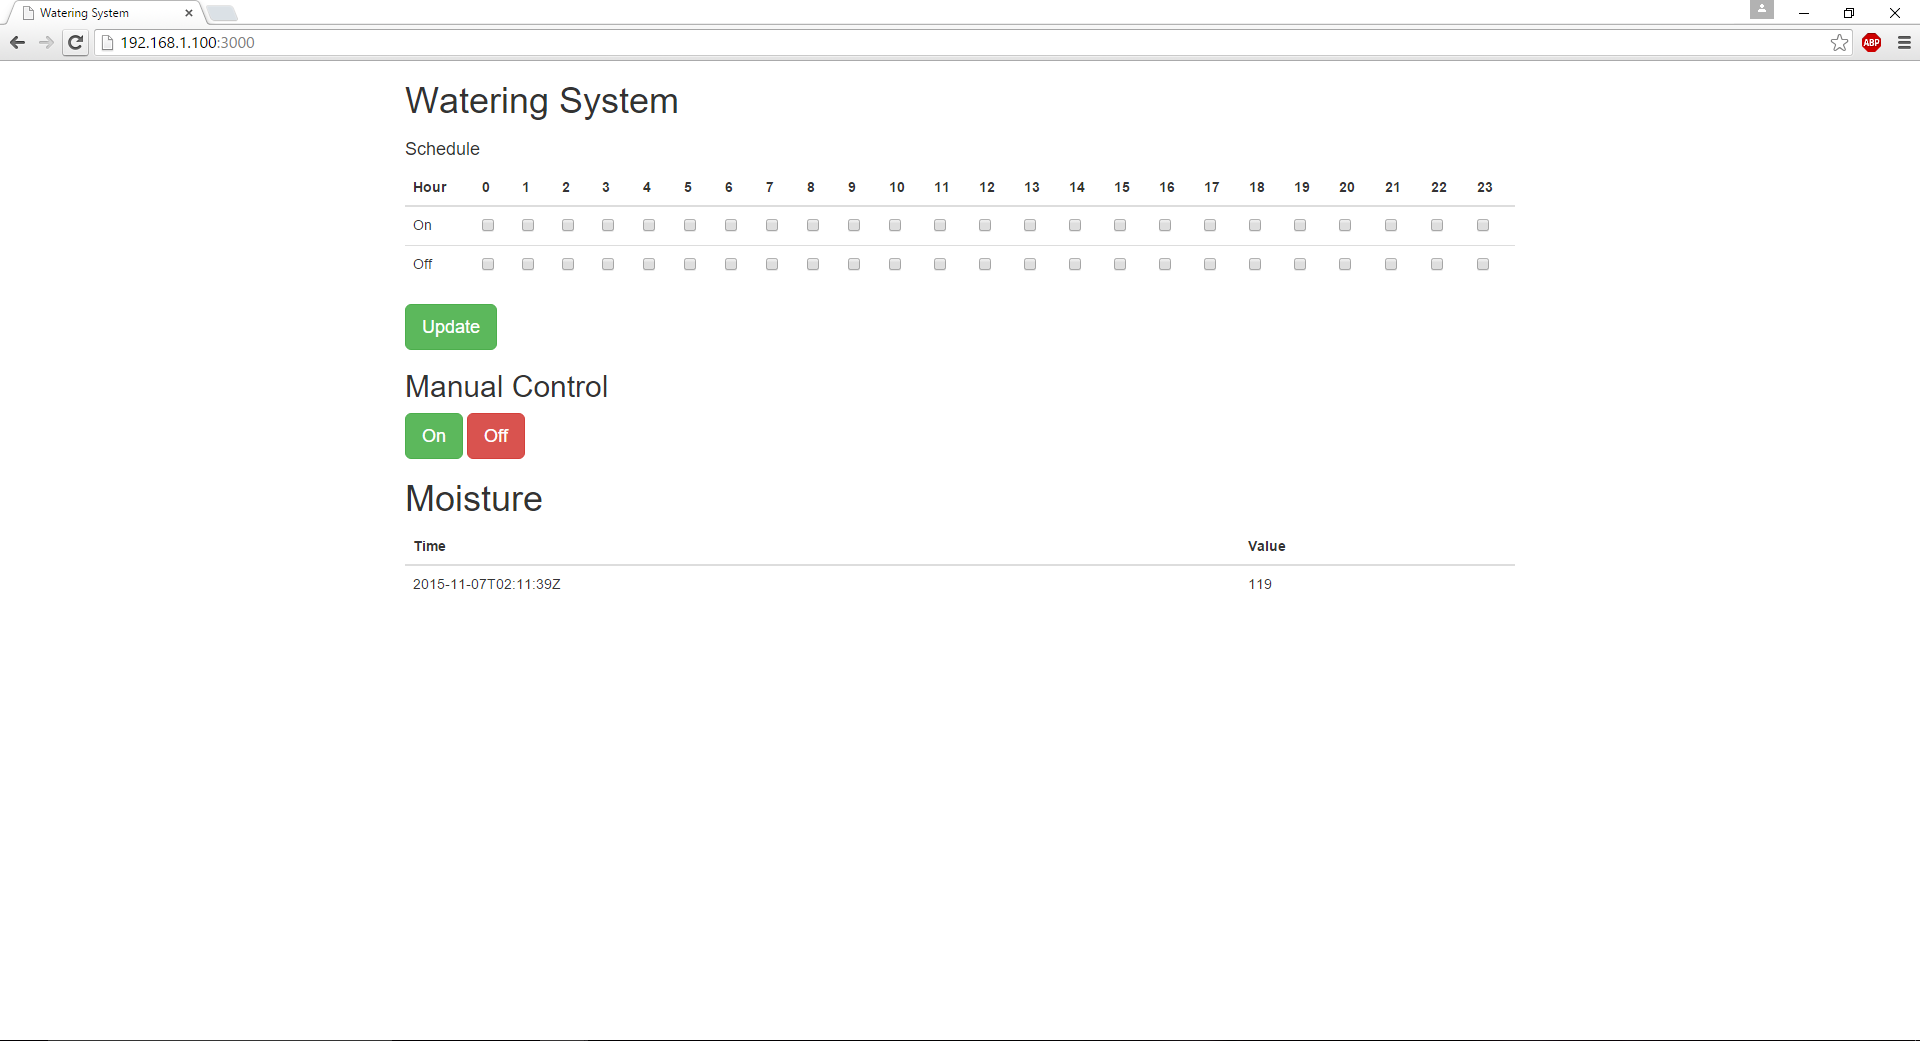 Watering System
192.168.1.100:3000
ABP
Watering System
Schedule
Hour 0 1 2 3 4 5 6 7 8 9 10 11 12 13 14 15 16 17 18 19 20 21 22 23
On
Off
Update
Manual Control
On Off
Moisture
Time Value
2015-11-07T02:11:39Z 119